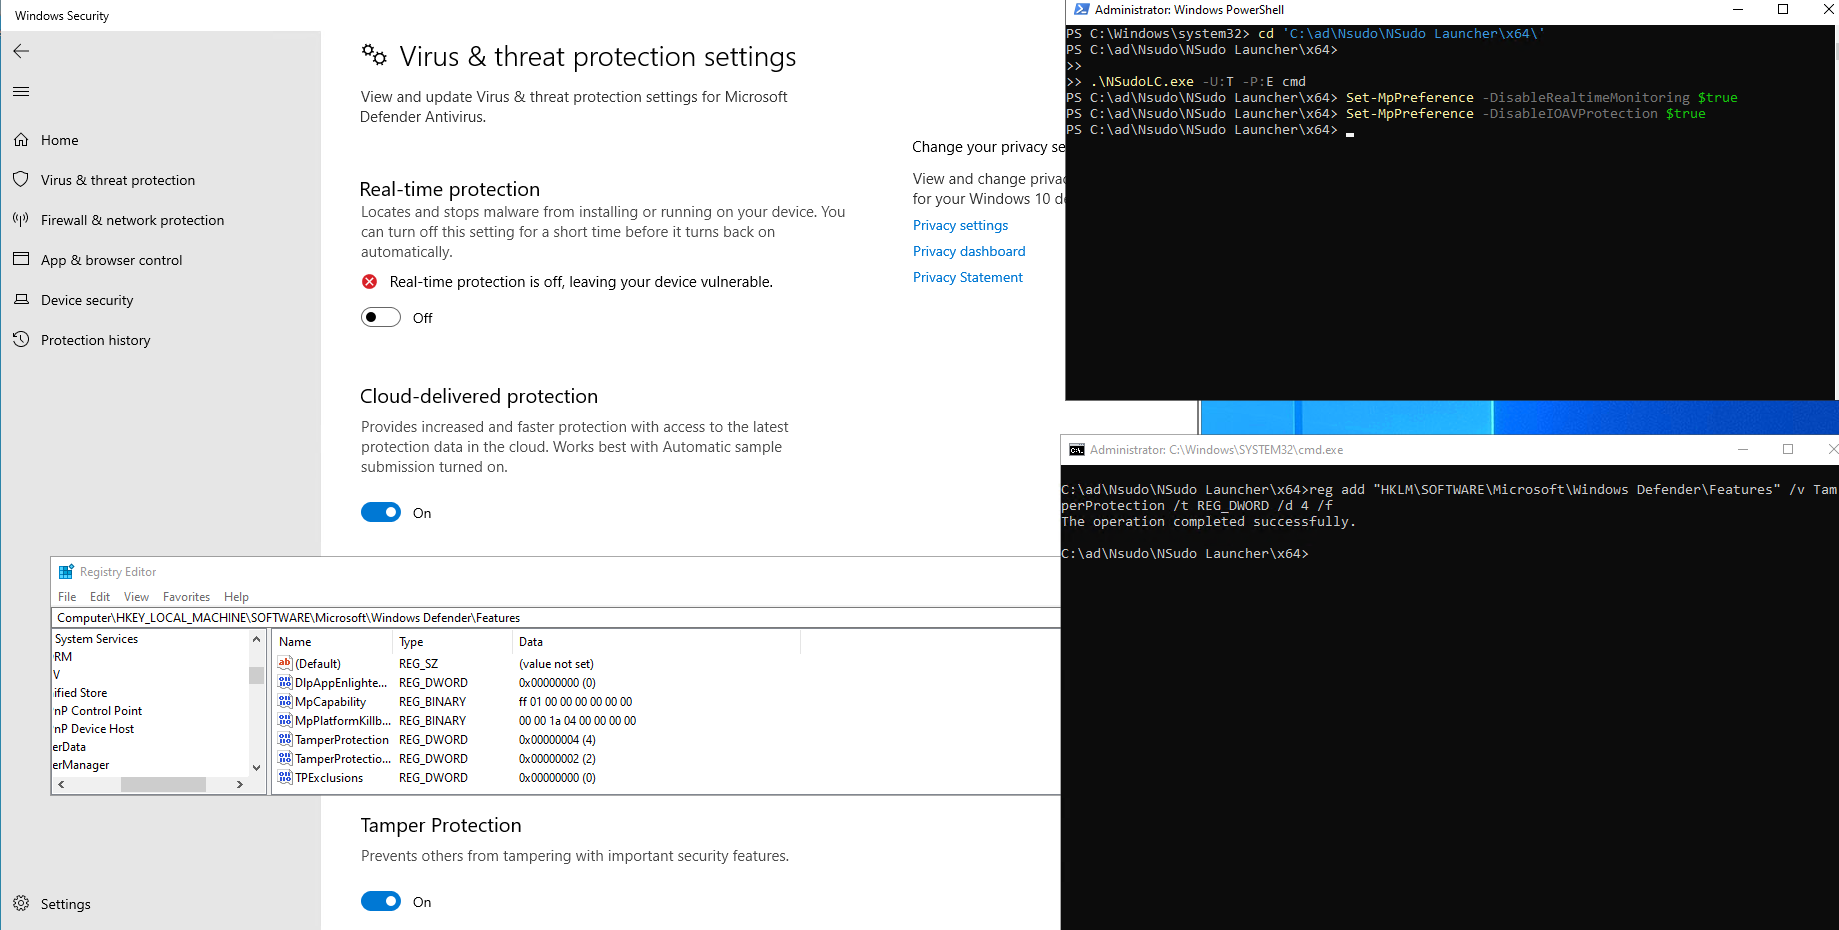 Windows Security
Home
Virus & threat protection
Firewall & network protection
App & browser control
Device security
Protection history
Settings
Virus & threat protection settings
View and update Virus & threat protection settings for Microsoft
Defender Antivirus.
Real-time protection
Locates and stops malware from installing or running on your device. You
can turn off this setting for a short time before it turns back on
automatically.
Real-time protection is off, leaving your device vulnerable.
Off
Cloud-delivered protection
Provides increased and faster protection with access to the latest
protection data in the cloud. Works best with Automatic sample
submission turned on.
On
Change your privacy se
View and change priva
for your Windows 10 d
Privacy settings
Privacy dashboard
Privacy Statement
Registry Editor
File Edit View Favorites Help
Computer\HKEY_LOCAL_MACHINE\SOFTWARE\Microsoft\Windows Defender\Features
System Services
RM
V
ified Store
nP Control Point
nP Device Host
erData
erManager
Name Type Data
ab (Default) REG_SZ (value not set)
DlpAppEnlighte... REG_DWORD 0x00000000 (0)
MpCapability REG_BINARY ff 01 00 00 00 00 00 00
MpPlatformKillb... REG_BINARY 00 00 1a 04 00 00 00 00
TamperProtection REG_DWORD 0x00000004 (4)
TamperProtectio... REG_DWORD 0x00000002 (2)
TPExclusions REG_DWORD 0x00000000 (0)
Tamper Protection
Prevents others from tampering with important security features.
On
Administrator: Windows PowerShell
PS C:\Windows\system32> cd 'C:\ad\Nsudo\NSudo Launcher\x64\'
PS C:\ad\Nsudo\NSudo Launcher\x64>
>>
>> .\NSudoLC.exe -U:T -P:E cmd
PS C:\ad\Nsudo\NSudo Launcher\x64> Set-MpPreference -DisableRealtimeMonitoring $true
PS C:\ad\Nsudo\NSudo Launcher\x64> Set-MpPreference -DisableIOAVProtection $true
PS C:\ad\Nsudo\NSudo Launcher\x64>
Administrator: C:\Windows\SYSTEM32\cmd.exe
C:\ad\Nsudo\NSudo Launcher\x64>reg add "HKLM\SOFTWARE\Microsoft\Windows Defender\Features" /v Tam
perProtection /t REG_DWORD /d 4 /f
The operation completed successfully.
C:\ad\Nsudo\NSudo Launcher\x64>